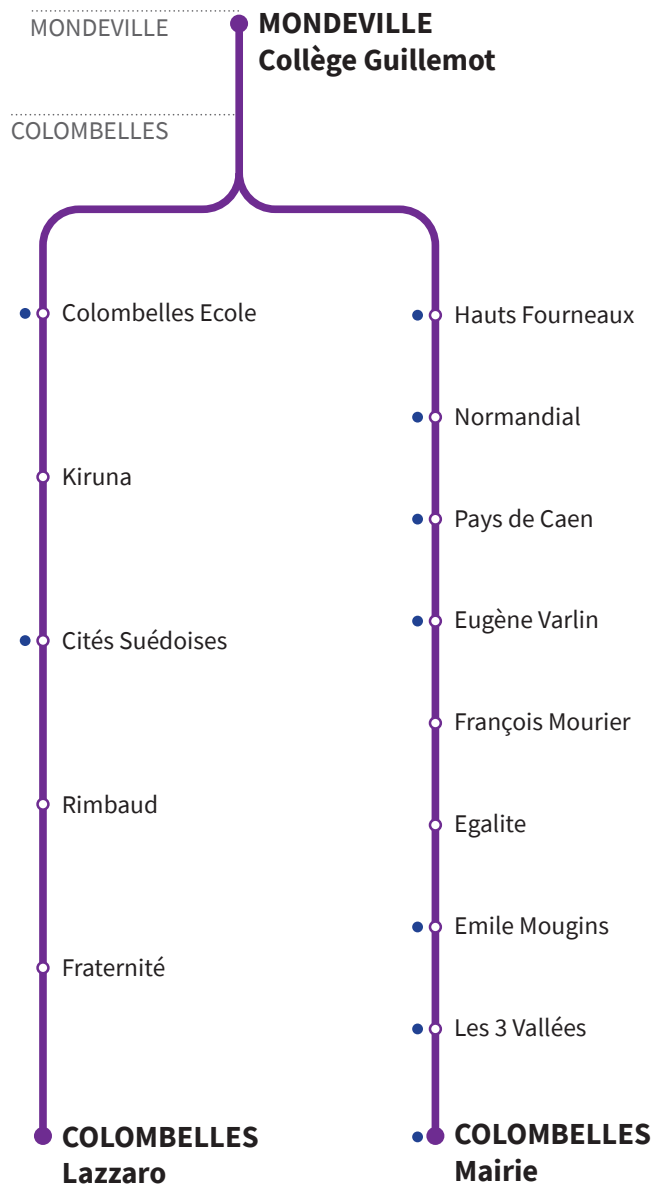 MONDEVILLE
MONDEVILLE
Collège Guillemot
COLOMBELLES
Colombelles Ecole
Kiruna
Cités Suédoises
Rimbaud
Fraternité
COLOMBELLES
Lazzaro
Hauts Fourneaux
Normandial
Pays de Caen
Eugène Varlin
François Mourier
Egalite
Emile Mougins
Les 3 Vallées
COLOMBELLES
Mairie